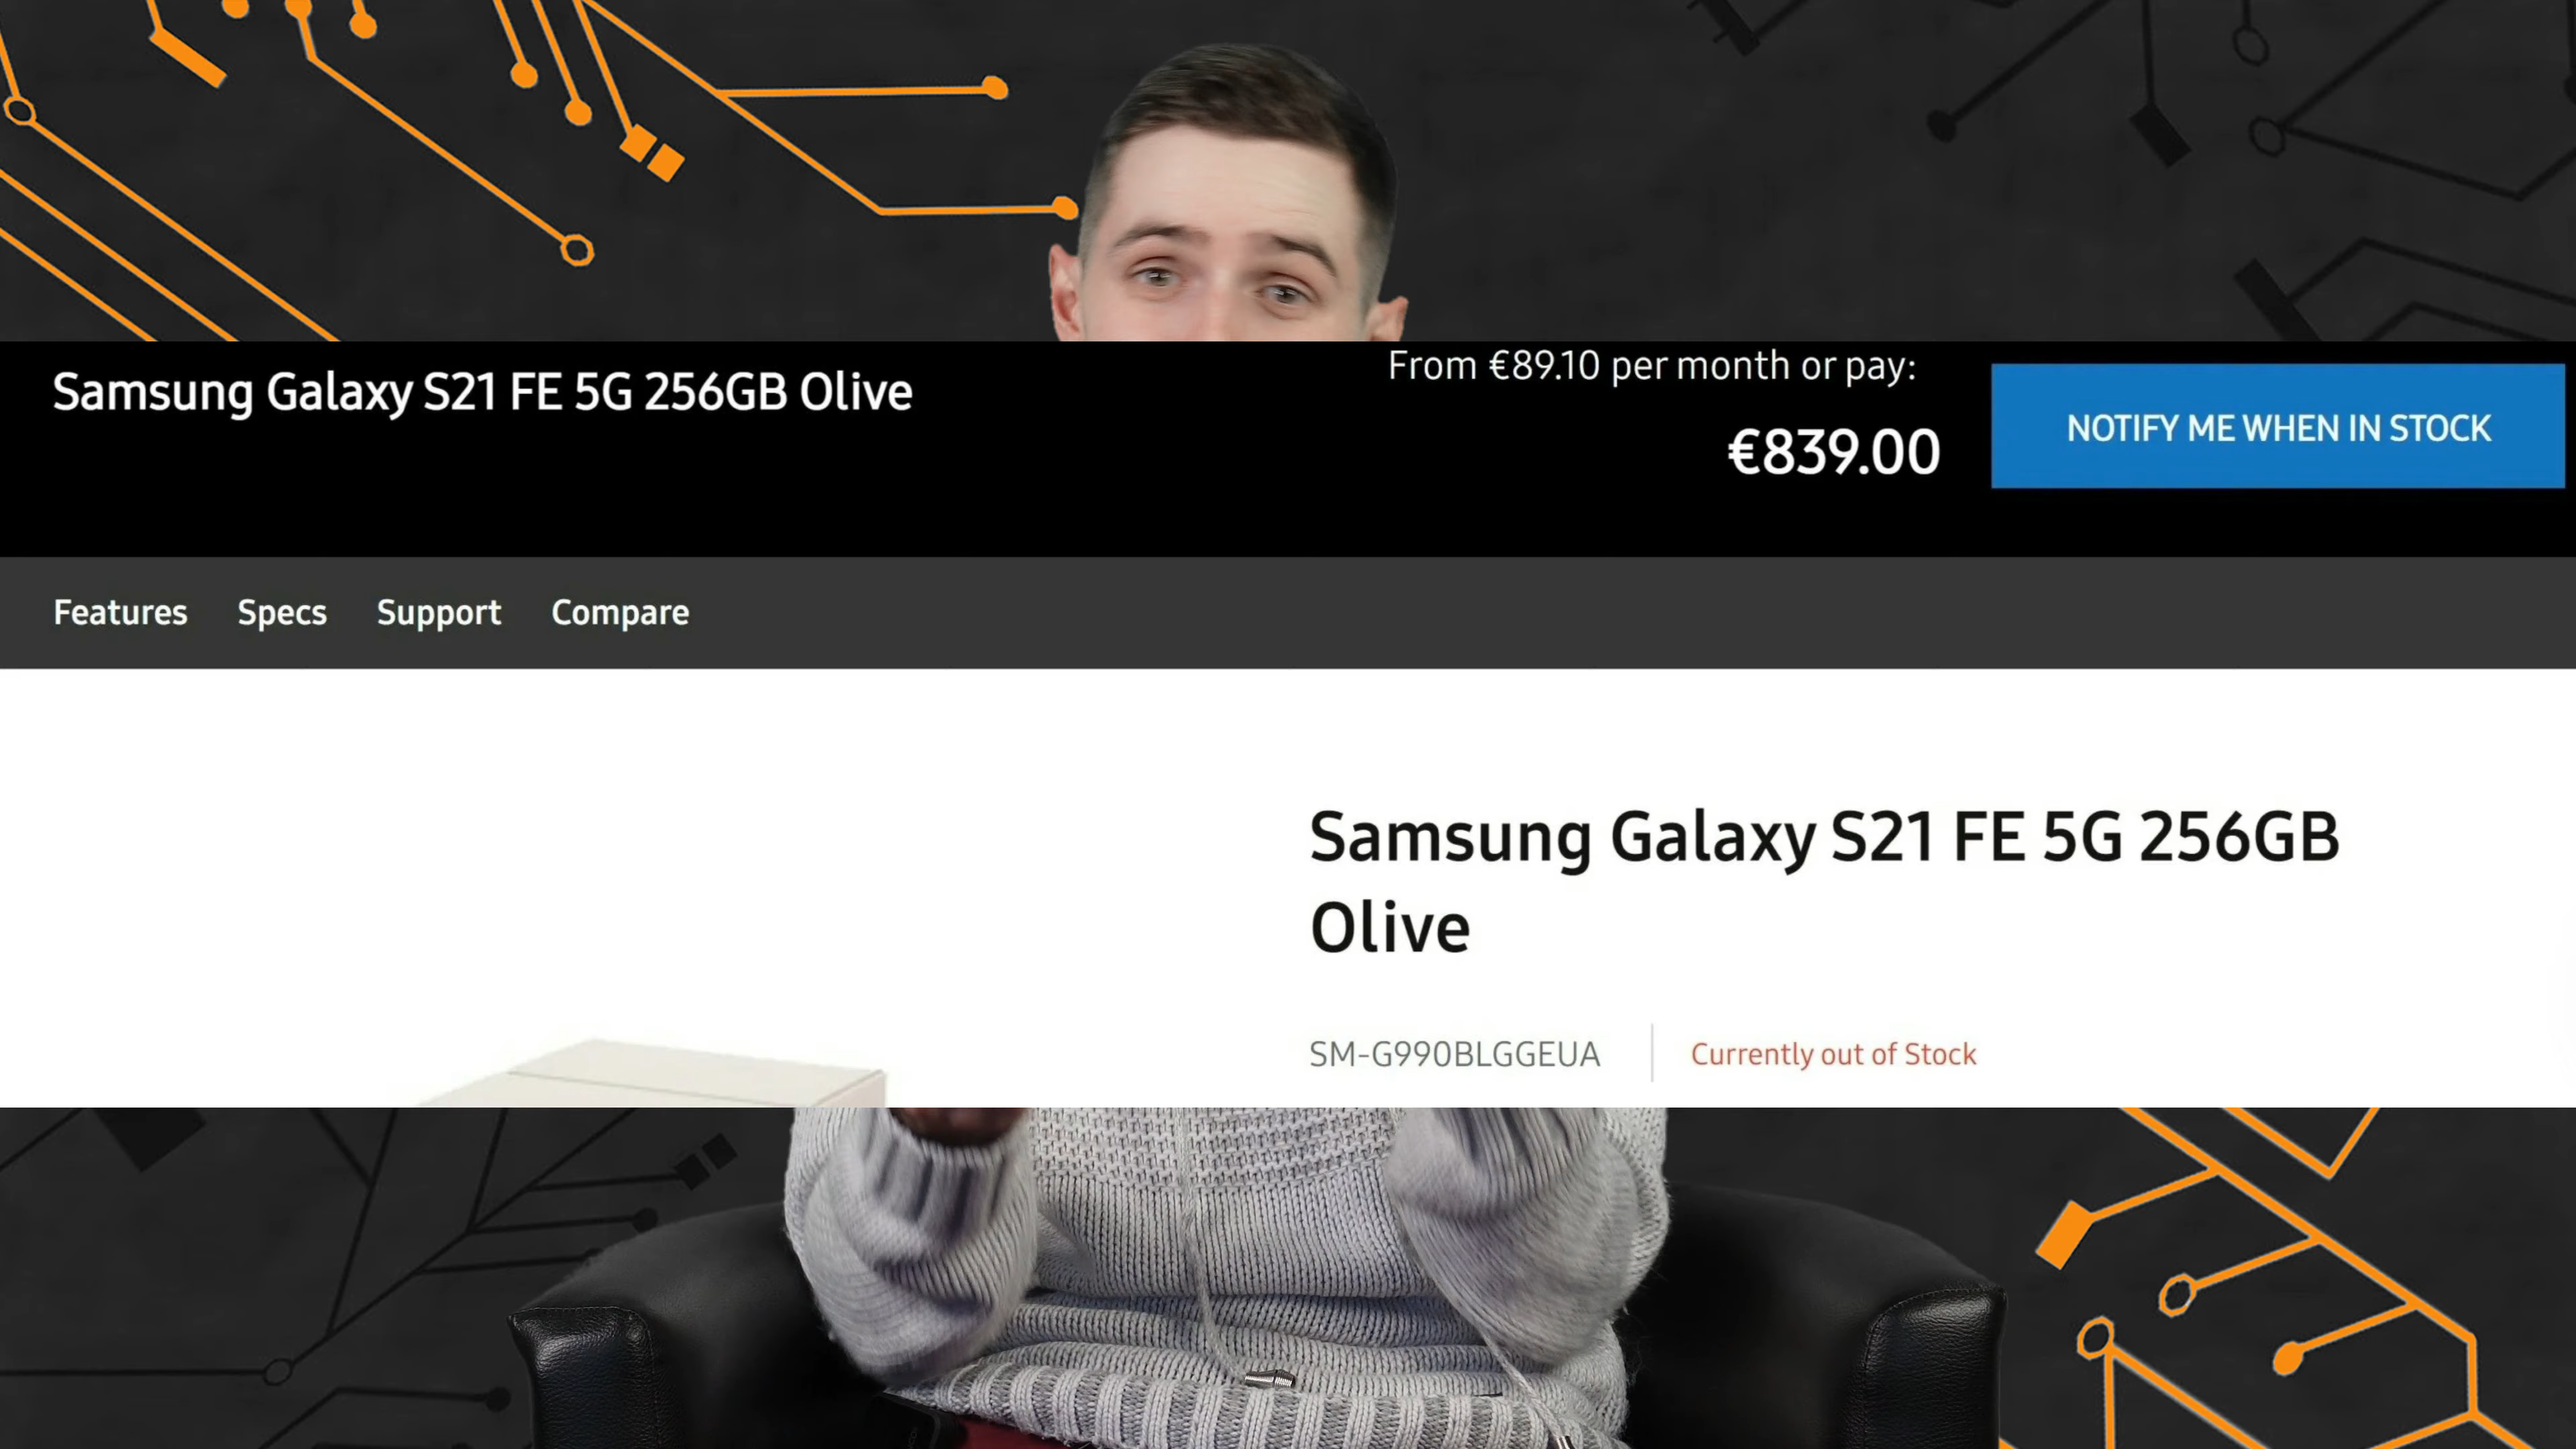 Samsung Galaxy S21 FE 5G 256GB Olive
From €89.10 per month or pay:
€839.00
NOTIFY ME WHEN IN STOCK
Features Specs Support Compare
Samsung Galaxy S21 FE 5G 256GB
Olive
SM-G990BLGGEUA
Currently out of Stock